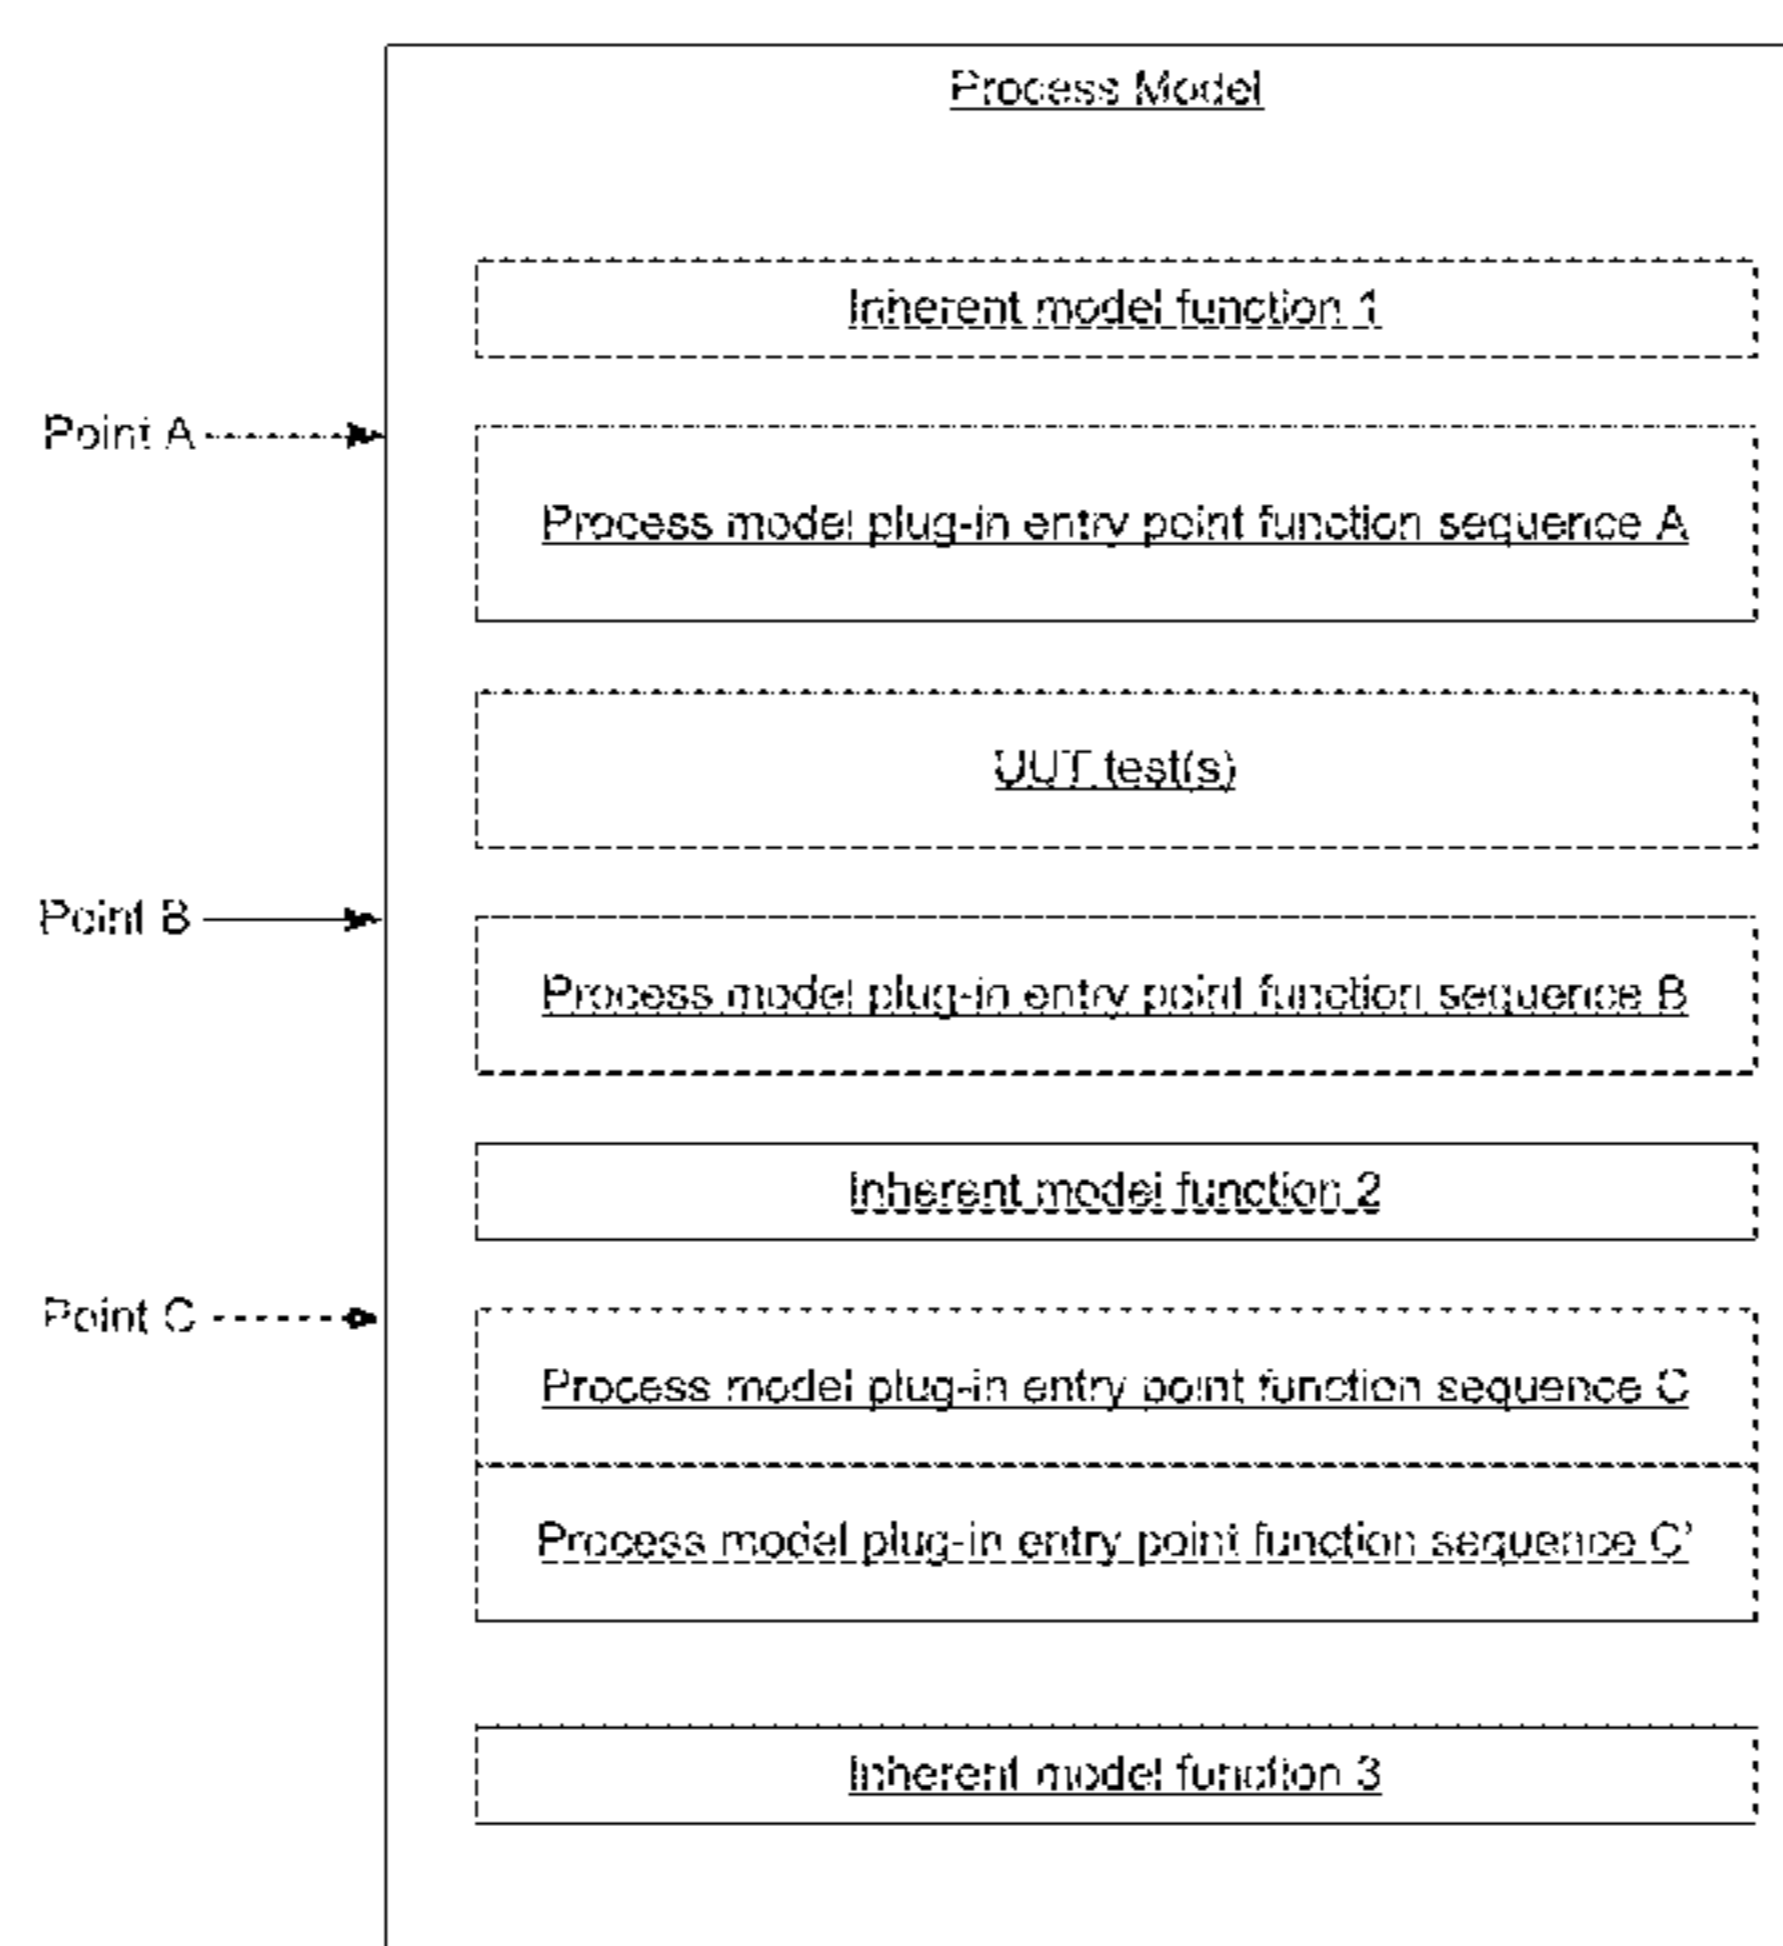 Process Model
Inherent model function 1
Point A
Process model plug-in entry point function sequence A
UUT test(s)
Point B
Process model plug-in entry point function sequence B
Inherent model function 2
Point C
Process model plug-in entry point function sequence C
Process model plug-in entry point function sequence C'
Inherent model function 3